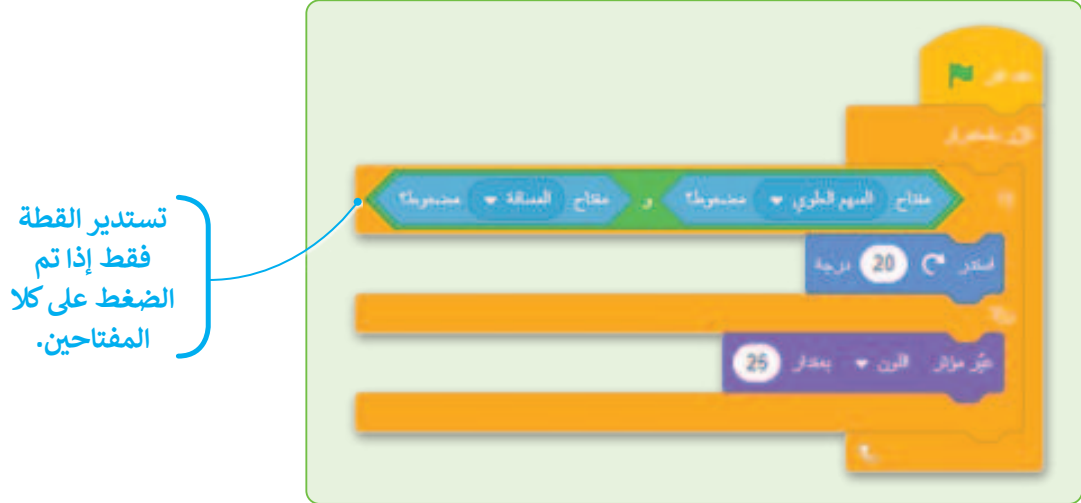 عند نقر
كرّر باستمرار
إذا
مفتاح السهم العلوي مضغوط؟ و مفتاح المسافة مضغوط؟
استدر 20 درجة
وإلا
غيّر مؤثر اللون بمقدار 25
تستدير القطة
فقط إذا تم
الضغط على كلا
المفتاحين.